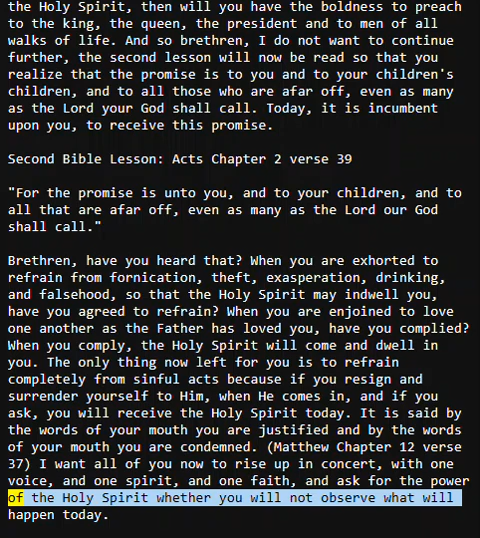 the Holy Spirit, then will you have the boldness to preach
to the king, the queen, the president and to men of all
walks of life. And so brethren, I do not want to continue
further, the second lesson will now be read so that you
realize that the promise is to you and to your children's
children, and to all those who are afar off, even as many
as the Lord your God shall call. Today, it is incumbent
upon you, to receive this promise.
Second Bible Lesson: Acts Chapter 2 verse 39
"For the promise is unto you, and to your children, and to
all that are afar off, even as many as the Lord our God
shall call."
Brethren, have you heard that? When you are exhorted to
refrain from fornication, theft, exasperation, drinking,
and falsehood, so that the Holy Spirit may indwell you,
have you agreed to refrain? When you are enjoined to love
one another as the Father has loved you, have you complied?
When you comply, the Holy Spirit will come and dwell in
you. The only thing now left for you is to refrain
completely from sinful acts because if you resign and
surrender yourself to Him, when He comes in, and if you
ask, you will receive the Holy Spirit today. It is said by
the words of your mouth you are justified and by the words
of your mouth you are condemned. (Matthew Chapter 12 verse
37) I want all of you now to rise up in concert, with one
voice, and one spirit, and one faith, and ask for the power
of the Holy Spirit whether you will not observe what will
happen today.